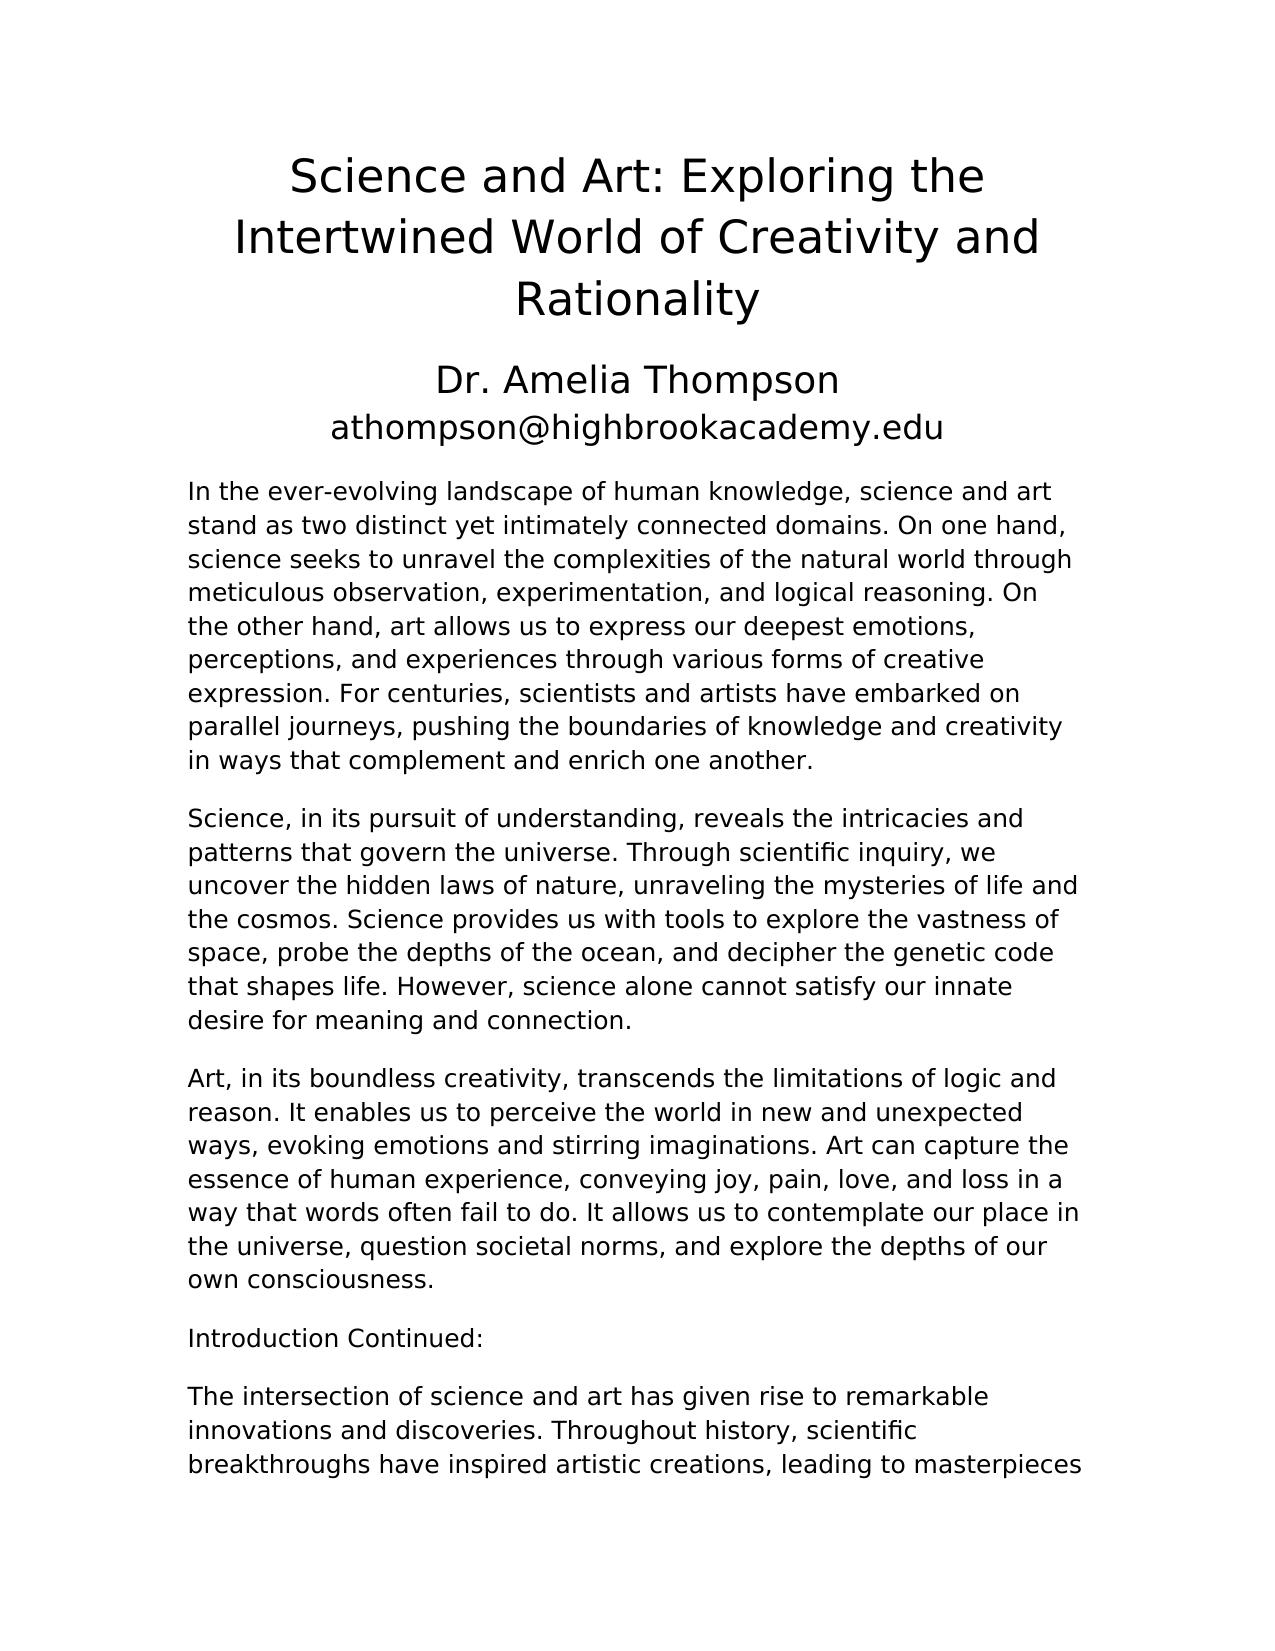 Science and Art: Exploring the
Intertwined World of Creativity and
Rationality
Dr. Amelia Thompson
athompson@highbrookacademy.edu
In the ever-evolving landscape of human knowledge, science and art
stand as two distinct yet intimately connected domains. On one hand,
science seeks to unravel the complexities of the natural world through
meticulous observation, experimentation, and logical reasoning. On
the other hand, art allows us to express our deepest emotions,
perceptions, and experiences through various forms of creative
expression. For centuries, scientists and artists have embarked on
parallel journeys, pushing the boundaries of knowledge and creativity
in ways that complement and enrich one another.
Science, in its pursuit of understanding, reveals the intricacies and
patterns that govern the universe. Through scientific inquiry, we
uncover the hidden laws of nature, unraveling the mysteries of life and
the cosmos. Science provides us with tools to explore the vastness of
space, probe the depths of the ocean, and decipher the genetic code
that shapes life. However, science alone cannot satisfy our innate
desire for meaning and connection.
Art, in its boundless creativity, transcends the limitations of logic and
reason. It enables us to perceive the world in new and unexpected
ways, evoking emotions and stirring imaginations. Art can capture the
essence of human experience, conveying joy, pain, love, and loss in a
way that words often fail to do. It allows us to contemplate our place in
the universe, question societal norms, and explore the depths of our
own consciousness.
Introduction Continued:
The intersection of science and art has given rise to remarkable
innovations and discoveries. Throughout history, scientific
breakthroughs have inspired artistic creations, leading to masterpieces